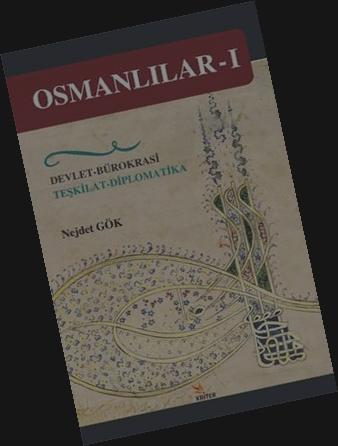 OSMANLILAR-I
DEVLET-BÜROKRASİ
TEŞKİLAT-DİPLOMATİKA
Nejdet GÖK
KRİTER